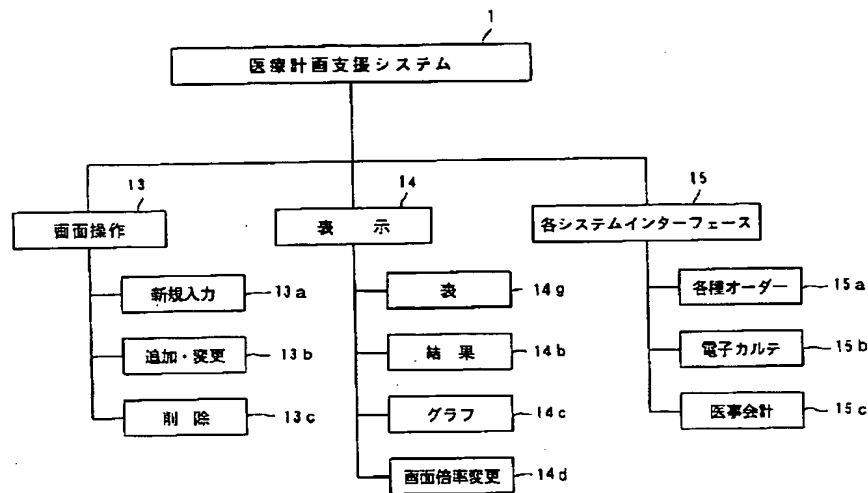 1
医療計画支援システム
13
画面操作
14
表 示
15
各システムインターフェース
新規入力
13a
追加・変更
13b
削 除
13c
表
14g
結 果
14b
グラフ
14c
画面倍率変更
14d
各種オーダー
15a
電子カルテ
15b
医事会計
15c